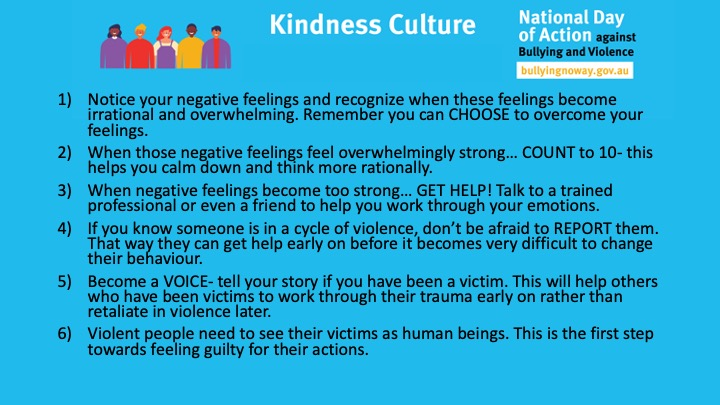 Kindness Culture
National Day
of Action against
Bullying and Violence
bullyingnoway.gov.au
1) Notice your negative feelings and recognize when these feelings become
irrational and overwhelming. Remember you can CHOOSE to overcome your
feelings.
2) When those negative feelings feel overwhelmingly strong... COUNT to 10- this
helps you calm down and think more rationally.
3) When negative feelings become too strong... GET HELP! Talk to a trained
professional or even a friend to help you work through your emotions.
4) If you know someone is in a cycle of violence, don’t be afraid to REPORT them.
That way they can get help early on before it becomes very difficult to change
their behaviour.
5) Become a VOICE- tell your story if you have been a victim. This will help others
who have been victims to work through their trauma early on rather than
retaliate in violence later.
6) Violent people need to see their victims as human beings. This is the first step
towards feeling guilty for their actions.